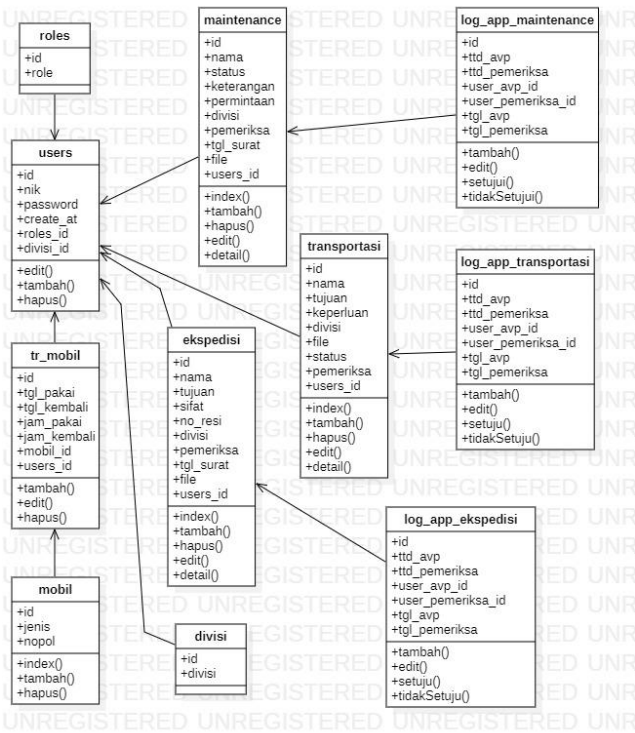 roles
+id
+role
users
+id
+nik
+password
+create_at
+roles_id
+divisi_id
+edit()
+tambah()
+hapus()
tr_mobil
+id
+tgl_pakai
+tgl_kembali
+jam_pakai
+jam_kembali
+mobil_id
+users_id
+tambah()
+edit()
+hapus()
mobil
+id
+jenis
+nopol
+index()
+tambah()
+hapus()
maintenance
+id
+nama
+status
+keterangan
+permintaan
+divisi
+pemeriksa
+tgl_surat
+file
+users_id
+index()
+tambah()
+hapus()
+edit()
+detail()
ekspedisi
+id
+nama
+tujuan
+sifat
+no_resi
+divisi
+pemeriksa
+tgl_surat
+file
+users_id
+index()
+tambah()
+hapus()
+edit()
+detail()
divisi
+id
+divisi
transportasi
+id
+nama
+tujuan
+keperluan
+divisi
+file
+status
+pemeriksa
+users_id
+index()
+tambah()
+hapus()
+edit()
+detail()
log_app_maintenance
+id
+ttd_avp
+ttd_pemeriksa
+user_avp_id
+user_pemeriksa_id
+tgl_avp
+tgl_pemeriksa
+tambah()
+edit()
+setujui()
+tidakSetujui()
log_app_transportasi
+id
+ttd_avp
+ttd_pemeriksa
+user_avp_id
+user_pemeriksa_id
+tgl_avp
+tgl_pemeriksa
+tambah()
+edit()
+setuju()
+tidakSetuju()
log_app_ekspedisi
+id
+ttd_avp
+ttd_pemeriksa
+user_avp_id
+user_pemeriksa_id
+tgl_avp
+tgl_pemeriksa
+tambah()
+edit()
+setuju()
+tidakSetuju()
UNREGISTERED